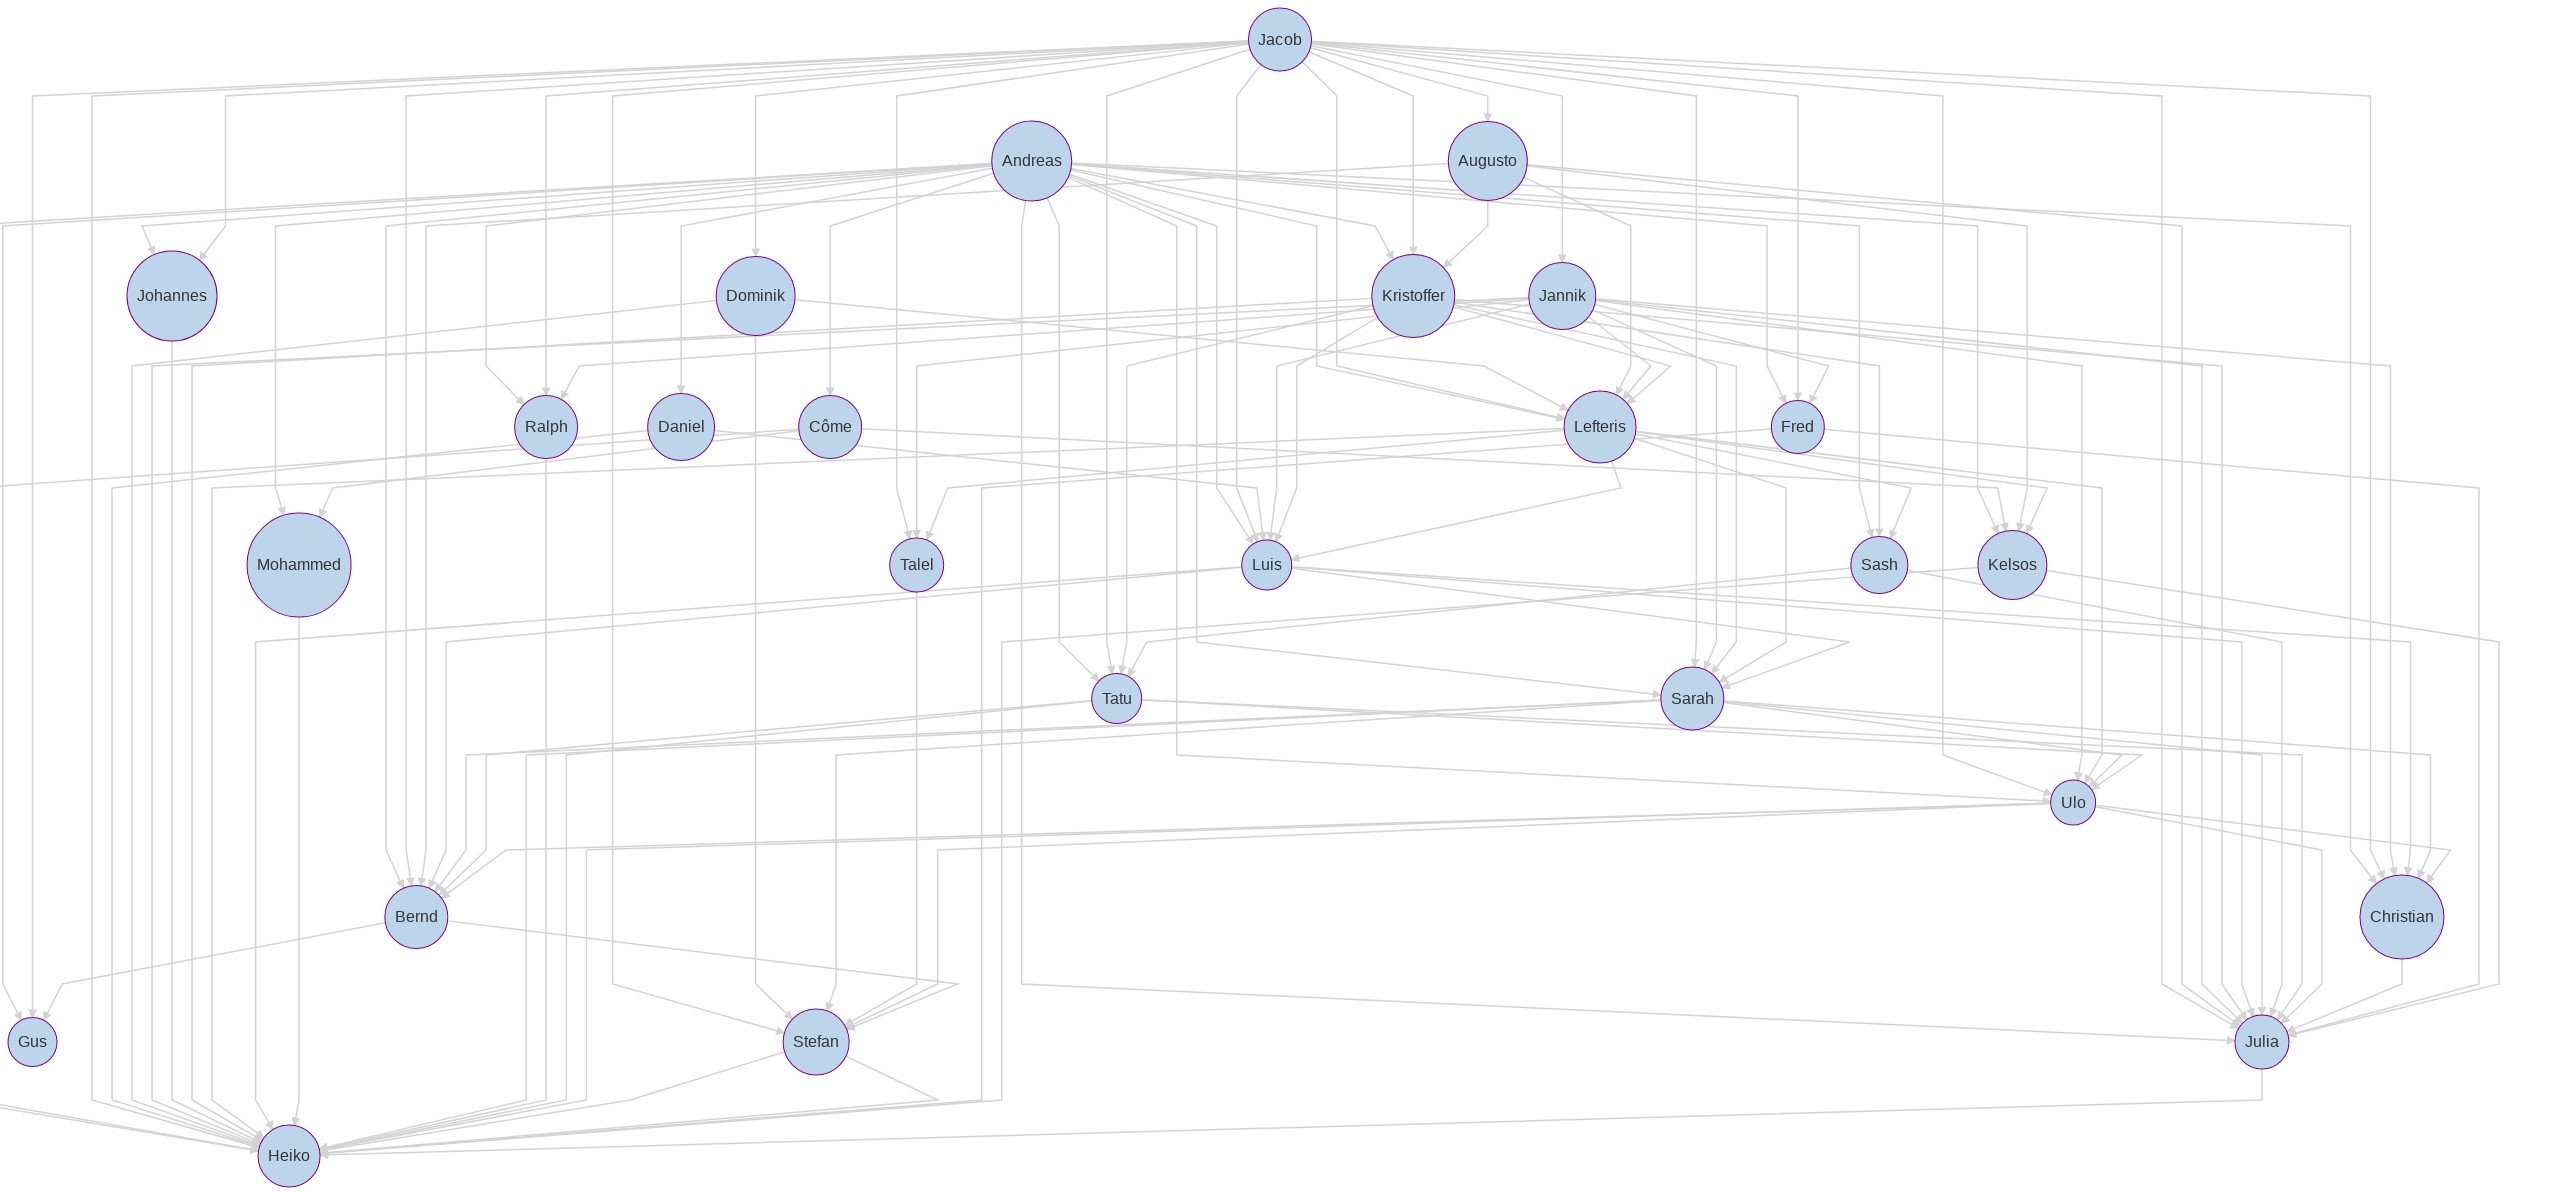 Jacob
Andreas
Augusto
Johannes
Dominik
Kristoffer
Jannik
Ralph
Daniel
Côme
Lefteris
Fred
Mohammed
Talel
Luis
Sash
Kelsos
Tatu
Sarah
Ulo
Bernd
Christian
Gus
Stefan
Julia
Heiko